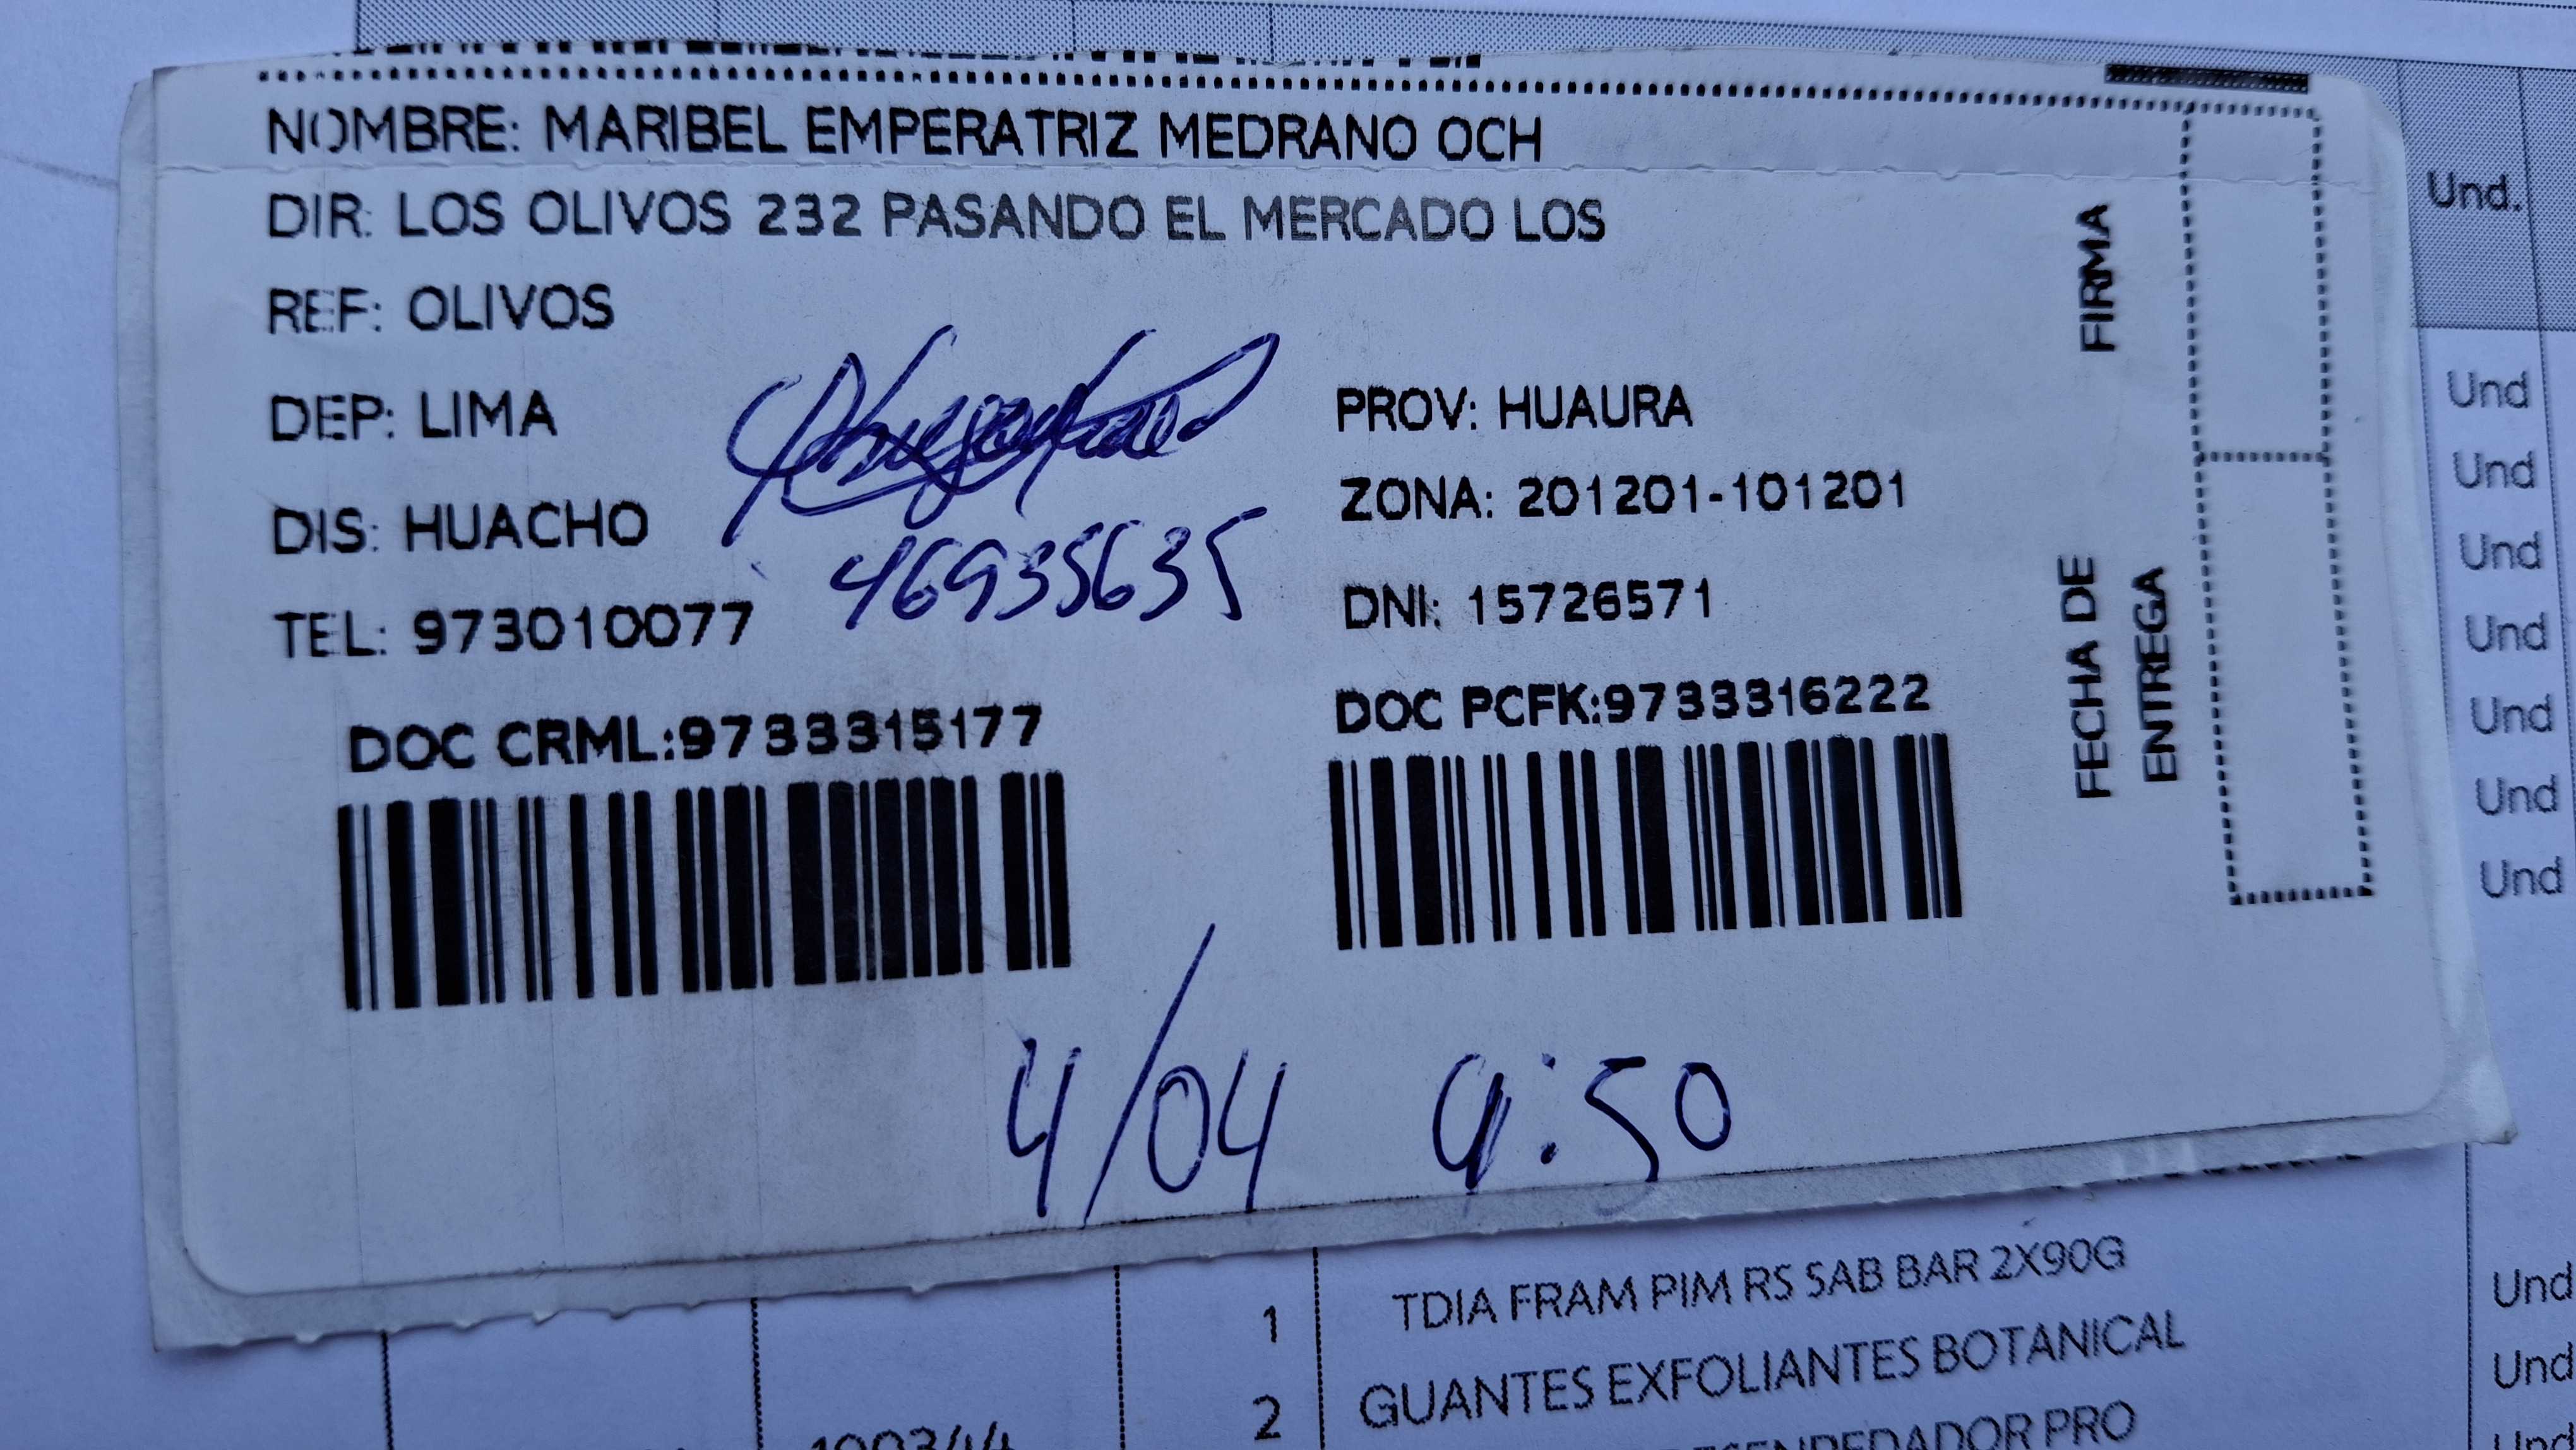 NOMBRE: MARIBEL EMPERATRIZ MEDRANO OCH
DIR: LOS OLIVOS 232 PASANDO EL MERCADO LOS
REF: OLIVOS
DEP: LIMA
PROV: HUAURA
DIS: HUACHO
ZONA: 201201-101201
46935635
TEL: 973010077
DNI: 15726571
DOC CRML:9733315177
DOC PCFK:9733316222
FIRMA
FECHA DE
ENTREGA
4/04 9:50
Und.
Und
Und
Und
Und
Und
Und
Und
1 TDIA FRAM PIM RS SAB BAR 2X90G Und
2 GUANTES EXFOLIANTES BOTANICAL Und
PRO